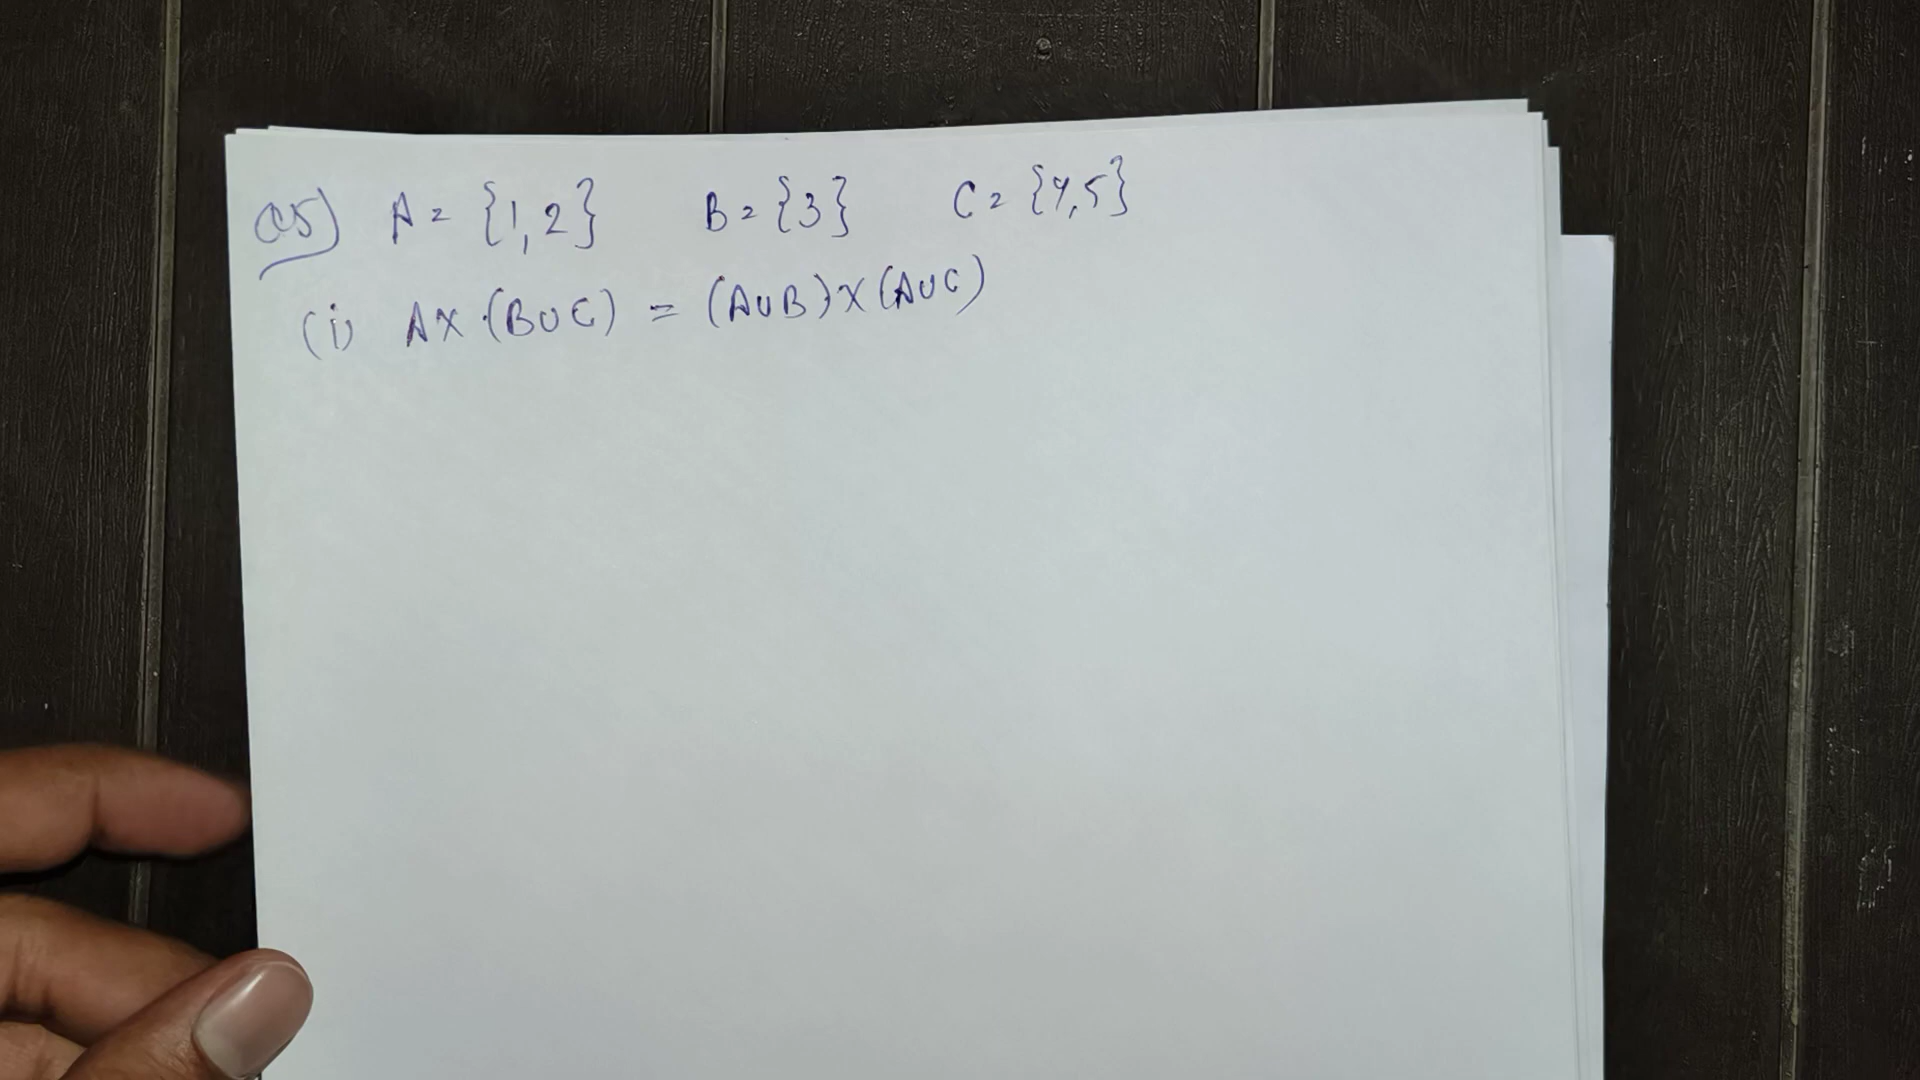 Q5) A = {1,2} B = {3} C = {4,5}
(i) A × (B∪C) = (A∪B) × (A∪C)